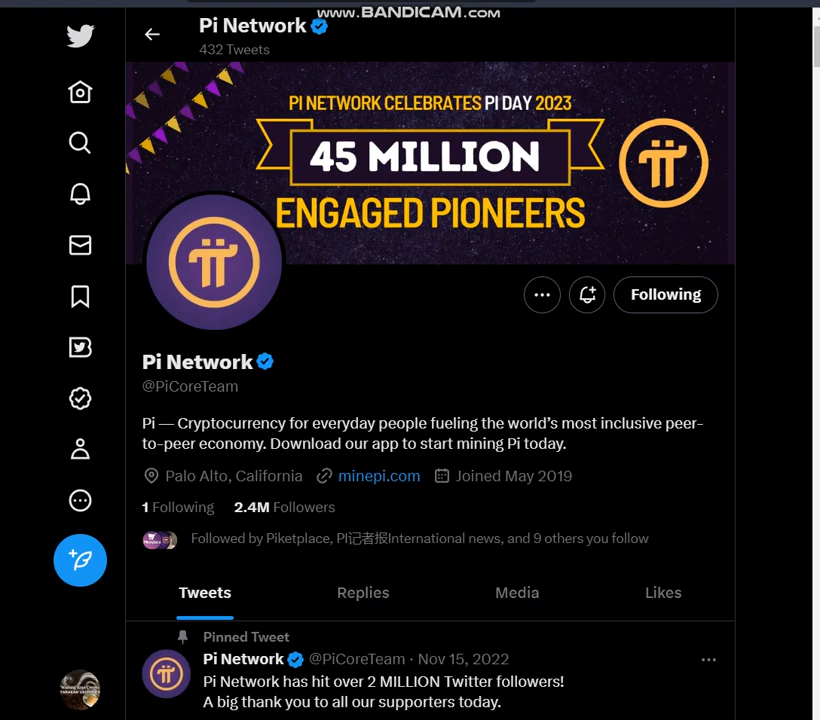 WWW.BANDICAM.COM
Pi Network
432 Tweets
PI NETWORK CELEBRATES PI DAY 2023
45 MILLION
ENGAGED PIONEERS
Following
Pi Network
@PiCoreTeam
Pi — Cryptocurrency for everyday people fueling the world’s most inclusive peer-
to-peer economy. Download our app to start mining Pi today.
Palo Alto, California minepi.com Joined May 2019
1 Following 2.4M Followers
Followed by Piketplace, PI记者报International news, and 9 others you follow
Tweets Replies Media Likes
Pinned Tweet
Pi Network @PiCoreTeam · Nov 15, 2022
Pi Network has hit over 2 MILLION Twitter followers!
A big thank you to all our supporters today.